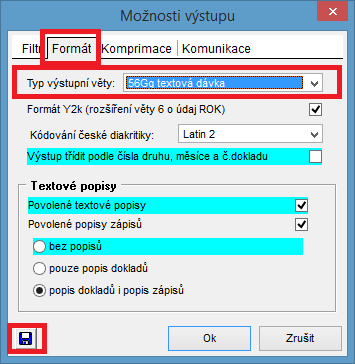 Možnosti výstupu
Filtr Formát Komprimace Komunikace
Typ výstupní věty: 56Gg textová dávka
Formát Y2k (rozšíření věty 6 o údaj ROK)
Kódování české diakritiky: Latin 2
Výstup třídit podle čísla druhu, měsíce a č.dokladu
Textové popisy
Povolené textové popisy
Povolené popisy zápisů
bez popisů
pouze popis dokladů
popis dokladů i popis zápisů
Ok Zrušit